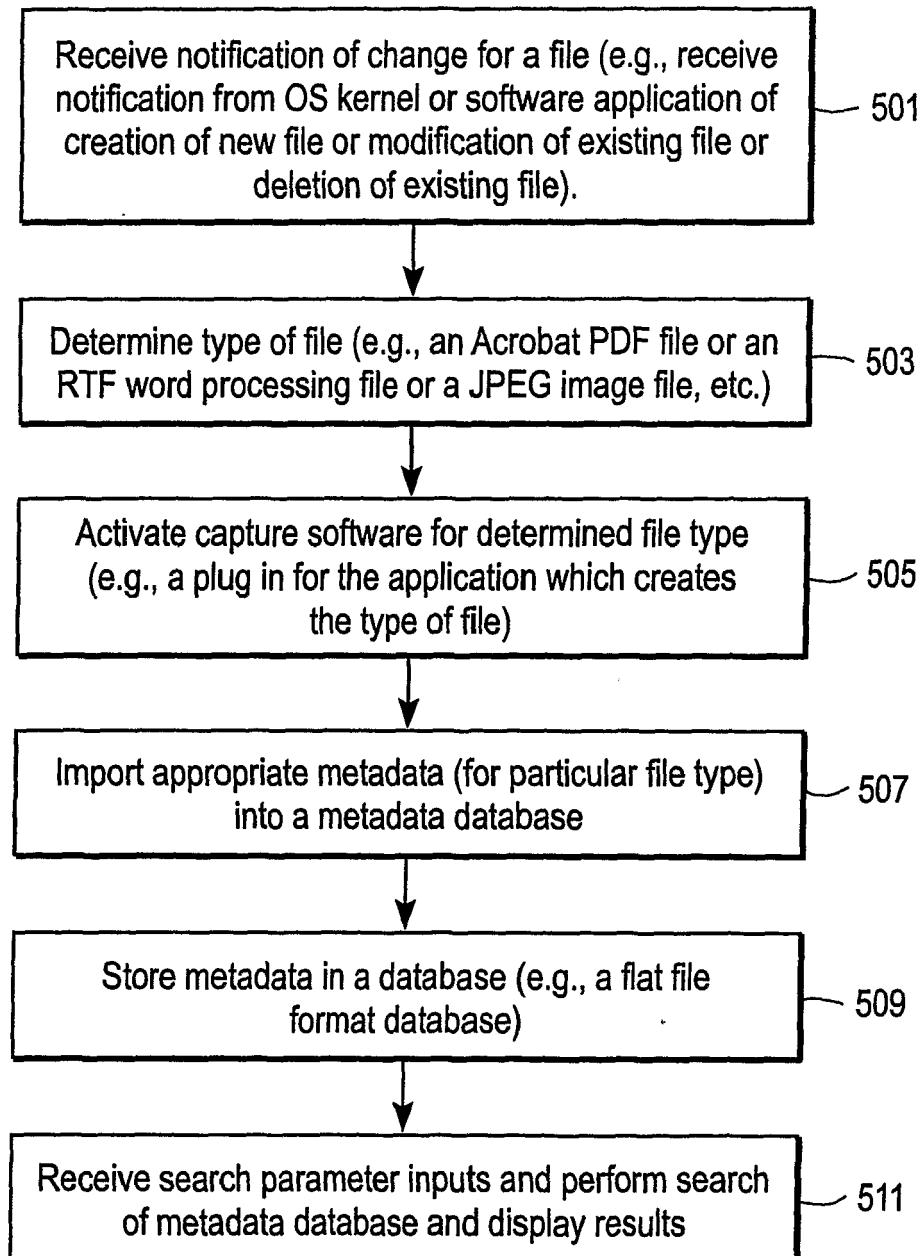 Receive notification of change for a file (e.g., receive
notification from OS kernel or software application of
creation of new file or modification of existing file or
deletion of existing file).
501
Determine type of file (e.g., an Acrobat PDF file or an
RTF word processing file or a JPEG image file, etc.)
503
Activate capture software for determined file type
(e.g., a plug in for the application which creates
the type of file)
505
Import appropriate metadata (for particular file type)
into a metadata database
507
Store metadata in a database (e.g., a flat file
format database)
509
Receive search parameter inputs and perform search
of metadata database and display results
511